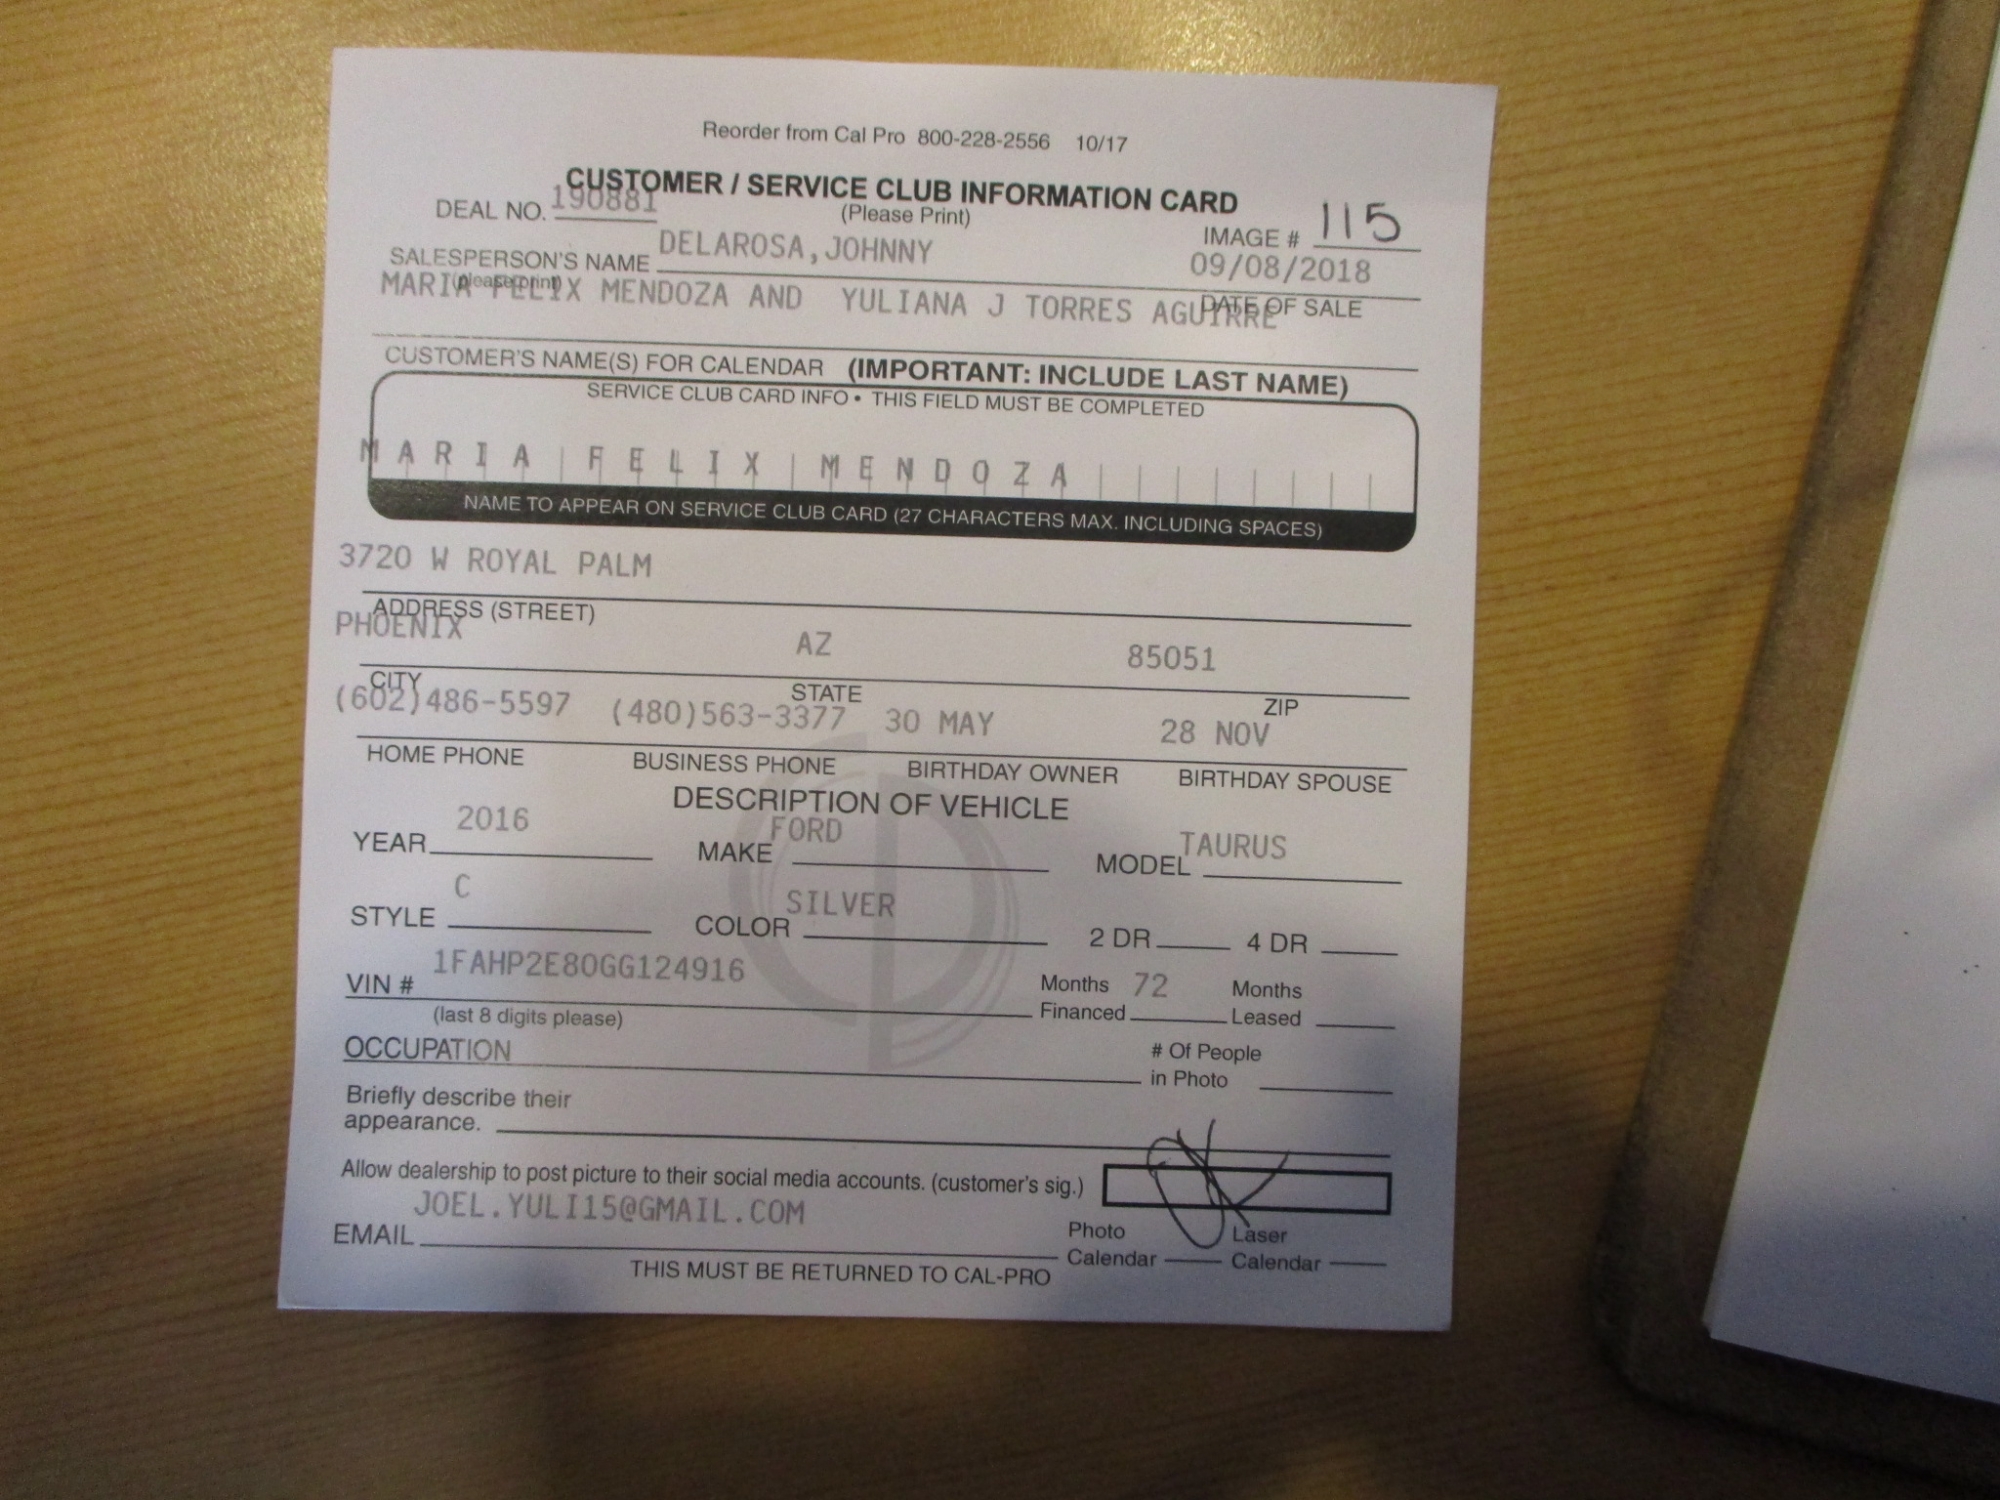 Reorder from Cal Pro 800-228-2556 10/17
CUSTOMER / SERVICE CLUB INFORMATION CARD
DEAL NO. 190881 (Please Print) IMAGE # 115
SALESPERSON'S NAME DELAROSA,JOHNNY 09/08/2018
(please print) DATE OF SALE
MARIA FELIX MENDOZA AND YULIANA J TORRES AGUIRRE
CUSTOMER'S NAME(S) FOR CALENDAR (IMPORTANT: INCLUDE LAST NAME)
SERVICE CLUB CARD INFO • THIS FIELD MUST BE COMPLETED
MARIA FELIX MENDOZA
NAME TO APPEAR ON SERVICE CLUB CARD (27 CHARACTERS MAX. INCLUDING SPACES)
3720 W ROYAL PALM
ADDRESS (STREET)
PHOENIX AZ 85051
CITY STATE ZIP
(602)486-5597 (480)563-3377 30 MAY 28 NOV
HOME PHONE BUSINESS PHONE BIRTHDAY OWNER BIRTHDAY SPOUSE
DESCRIPTION OF VEHICLE
YEAR 2016 MAKE FORD MODEL TAURUS
STYLE C COLOR SILVER 2 DR 4 DR
VIN # 1FAHP2E80GG124916 Months Financed 72 Months Leased
(last 8 digits please)
OCCUPATION # Of People in Photo
Briefly describe their
appearance.
Allow dealership to post picture to their social media accounts. (customer's sig.)
EMAIL JOEL.YULI15@GMAIL.COM Photo Calendar Laser Calendar
THIS MUST BE RETURNED TO CAL-PRO